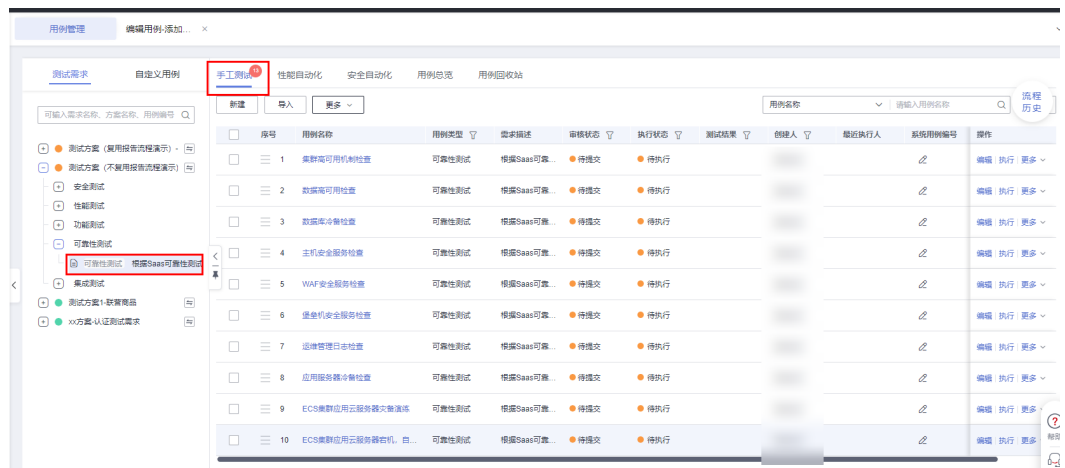 用例管理 编辑用例-添加... ×
测试需求 自定义用例
手工测试 13 性能自动化 安全自动化 用例总览 用例回收站
可输入需求名称、方案名称、用例编号
新建 导入 更多 用例名称 请输入用例名称
流程
历史
序号 用例名称 用例类型 需求描述 审核状态 执行状态 测试结果 创建人 最近执行人 系统用例编号 操作
测试方案（复用报告流程演示）-
测试方案（不复用报告流程演示）
安全测试
性能测试
功能测试
可靠性测试
可靠性测试 根据Saas可靠性测试
集成测试
测试方案1-联营商品
xx方案-认证测试需求
1 集群高可用机制检查 可靠性测试 根据Saas可靠... 待提交 待执行 编辑 执行 更多
2 数据高可用检查 可靠性测试 根据Saas可靠... 待提交 待执行 编辑 执行 更多
3 数据库冷备检查 可靠性测试 根据Saas可靠... 待提交 待执行 编辑 执行 更多
4 主机安全服务检查 可靠性测试 根据Saas可靠... 待提交 待执行 编辑 执行 更多
5 WAF安全服务检查 可靠性测试 根据Saas可靠... 待提交 待执行 编辑 执行 更多
6 堡垒机安全服务检查 可靠性测试 根据Saas可靠... 待提交 待执行 编辑 执行 更多
7 运维管理日志检查 可靠性测试 根据Saas可靠... 待提交 待执行 编辑 执行 更多
8 应用服务器冷备检查 可靠性测试 根据Saas可靠... 待提交 待执行 编辑 执行 更多
9 ECS集群应用云服务器灾备演练 可靠性测试 根据Saas可靠... 待提交 待执行 编辑 执行 更多
10 ECS集群应用云服务器宕机，自... 可靠性测试 根据Saas可靠... 待提交 待执行 编辑 执行 更多